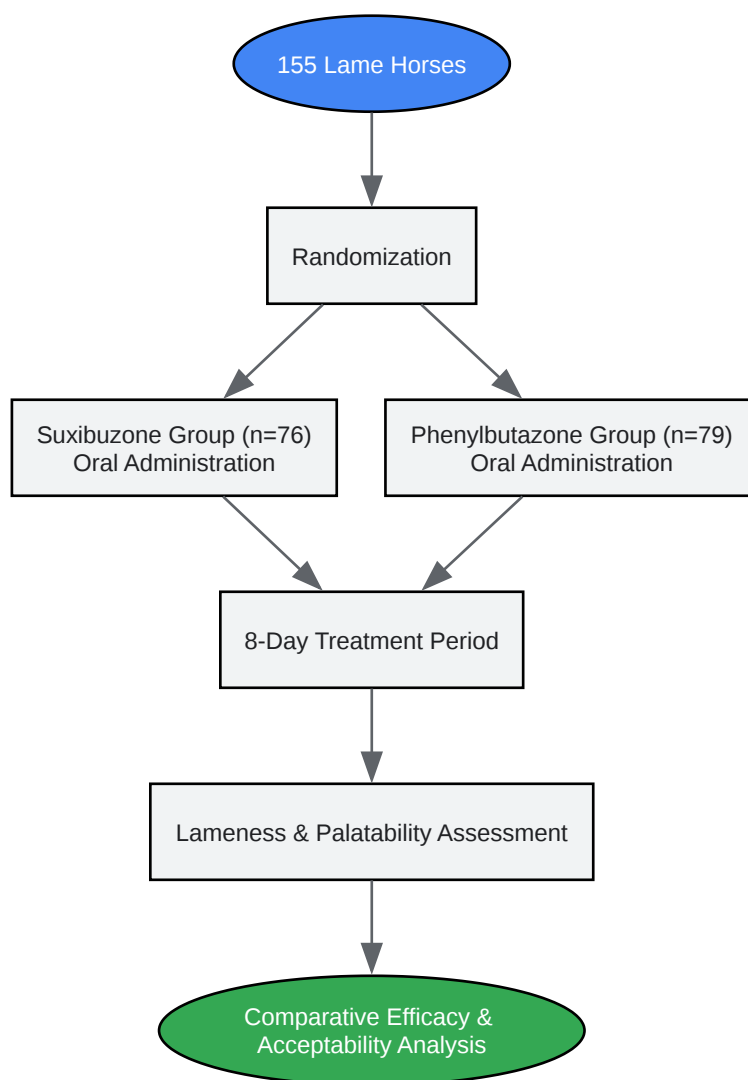 155 Lame Horses
Randomization
Suxibuzone Group (n=76)
Oral Administration
Phenylbutazone Group (n=79)
Oral Administration
8-Day Treatment Period
Lameness & Palatability Assessment
Comparative Efficacy &
Acceptability Analysis